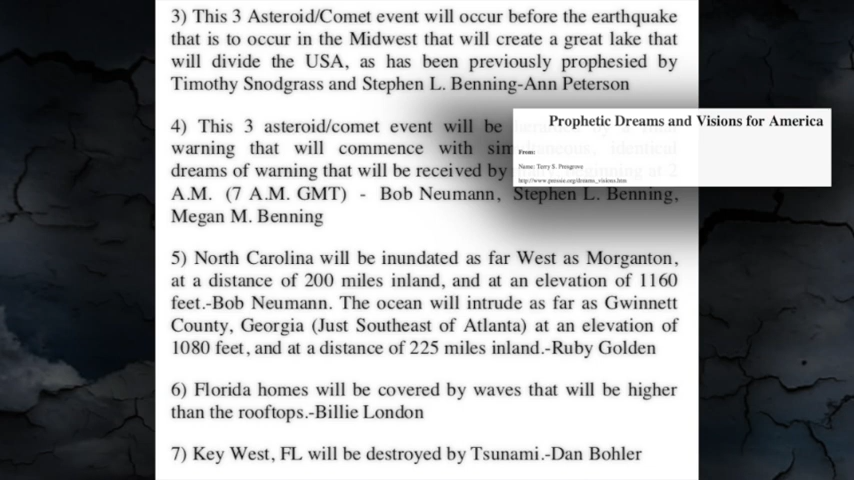 3) This 3 Asteroid/Comet event will occur before the earthquake
that is to occur in the Midwest that will create a great lake that
will divide the USA, as has been previously prophesied by
Timothy Snodgrass and Stephen L. Benning-Ann Peterson
4) This 3 asteroid/comet event will be
warning that will commence with
dreams of warning that will be received by
A.M. (7 A.M. GMT) - Bob Neumann, Stephen L. Benning,
Megan M. Benning
Prophetic Dreams and Visions for America
From:
Name: Terry S.
5) North Carolina will be inundated as far West as Morganton,
at a distance of 200 miles inland, and at an elevation of 1160
feet.-Bob Neumann. The ocean will intrude as far as Gwinnett
County, Georgia (Just Southeast of Atlanta) at an elevation of
1080 feet, and at a distance of 225 miles inland.-Ruby Golden
6) Florida homes will be covered by waves that will be higher
than the rooftops.-Billie London
7) Key West, FL will be destroyed by Tsunami.-Dan Bohler